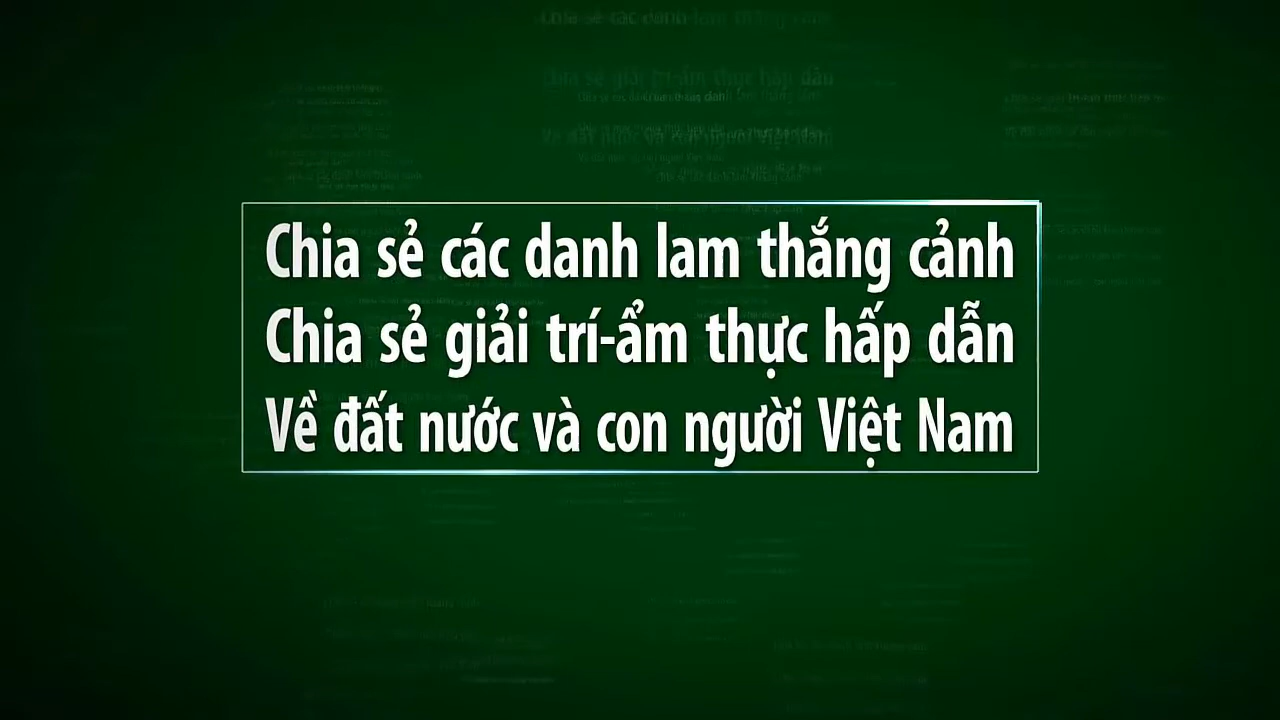 Chia sẻ các danh lam thắng cảnh
Chia sẻ giải trí-ẩm thực hấp dẫn
Về đất nước và con người Việt Nam